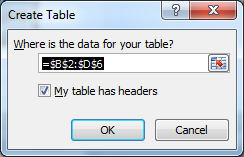 Create Table
?
Where is the data for your table?
=$B$2:$D$6
My table has headers
OK
Cancel